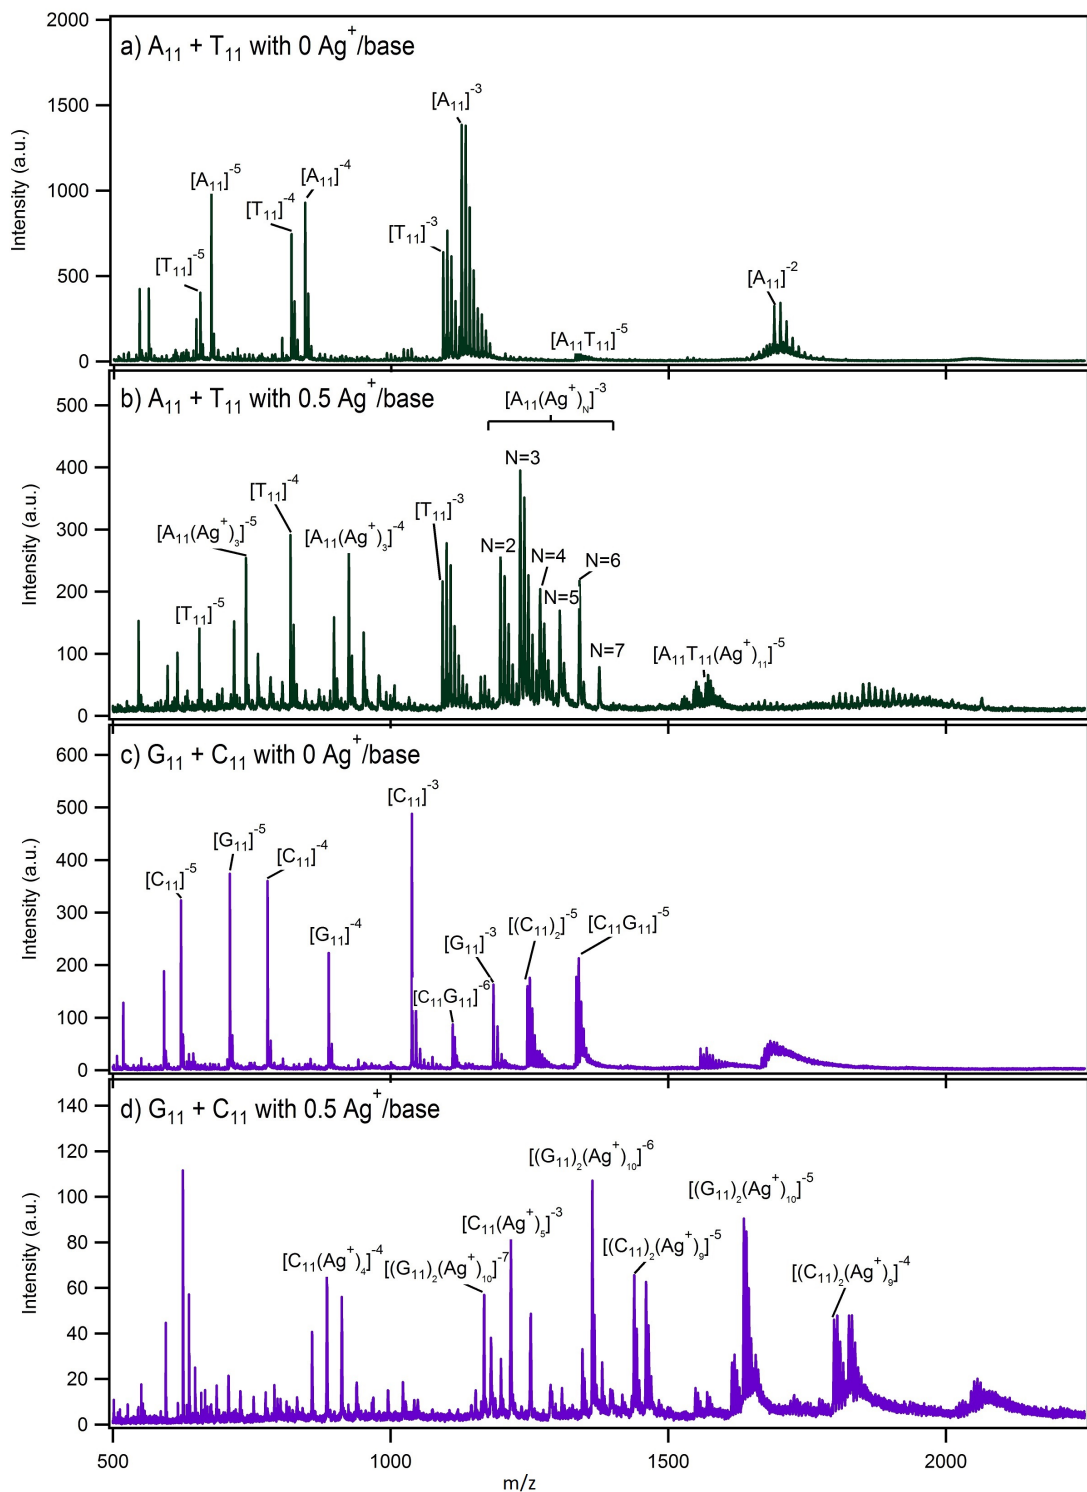 a) A₁₁ + T₁₁ with 0 Ag⁺/base
2000
1500
1000
500
0
Intensity (a.u.)
[T₁₁]⁻⁵
[A₁₁]⁻⁵
[T₁₁]⁻⁴
[A₁₁]⁻⁴
[T₁₁]⁻³
[A₁₁]⁻³
[A₁₁T₁₁]⁻⁵
[A₁₁]⁻²
b) A₁₁ + T₁₁ with 0.5 Ag⁺/base
500
400
300
200
100
0
Intensity (a.u.)
[T₁₁]⁻⁵
[A₁₁(Ag⁺)₃]⁻⁵
[T₁₁]⁻⁴
[A₁₁(Ag⁺)₃]⁻⁴
[T₁₁]⁻³
[A₁₁(Ag⁺)N]⁻³
N=2
N=3
N=4
N=5
N=6
N=7
[A₁₁T₁₁(Ag⁺)₁₁]⁻⁵
c) G₁₁ + C₁₁ with 0 Ag⁺/base
600
500
400
300
200
100
0
Intensity (a.u.)
[C₁₁]⁻⁵
[G₁₁]⁻⁵
[C₁₁]⁻⁴
[G₁₁]⁻⁴
[C₁₁]⁻³
[C₁₁G₁₁]⁻⁶
[G₁₁]⁻³
[(C₁₁)₂]⁻⁵
[C₁₁G₁₁]⁻⁵
d) G₁₁ + C₁₁ with 0.5 Ag⁺/base
140
120
100
80
60
40
20
0
Intensity (a.u.)
[C₁₁(Ag⁺)₄]⁻⁴
[(G₁₁)₂(Ag⁺)₁₀]⁻⁷
[C₁₁(Ag⁺)₅]⁻³
[(G₁₁)₂(Ag⁺)₁₀]⁻⁶
[(C₁₁)₂(Ag⁺)₉]⁻⁵
[(G₁₁)₂(Ag⁺)₁₀]⁻⁵
[(C₁₁)₂(Ag⁺)₉]⁻⁴
500
1000
1500
2000
m/z